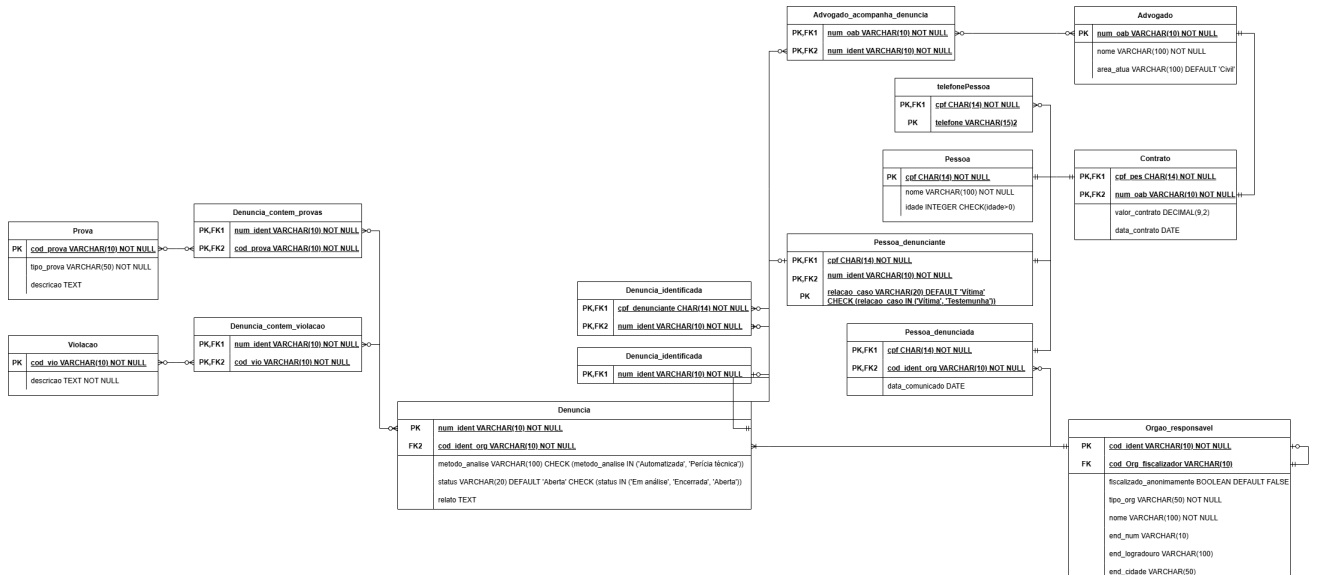 Advogado_acompanha_denuncia
PK,FK1 num_oab VARCHAR(10) NOT NULL
PK,FK2 num_ident VARCHAR(10) NOT NULL
Advogado
PK num_oab VARCHAR(10) NOT NULL
nome VARCHAR(100) NOT NULL
area_atua VARCHAR(100) DEFAULT 'Civil'
telefonePessoa
PK,FK1 cpf CHAR(14) NOT NULL
PK telefone VARCHAR(15)2
Pessoa
PK cpf CHAR(14) NOT NULL
nome VARCHAR(100) NOT NULL
idade INTEGER CHECK(idade>0)
Contrato
PK,FK1 cpf_pes CHAR(14) NOT NULL
PK,FK2 num_oab VARCHAR(10) NOT NULL
valor_contrato DECIMAL(9,2)
data_contrato DATE
Denuncia_contem_provas
PK,FK1 num_ident VARCHAR(10) NOT NULL
PK,FK2 cod_prova VARCHAR(10) NOT NULL
Prova
PK cod_prova VARCHAR(10) NOT NULL
tipo_prova VARCHAR(50) NOT NULL
descricao TEXT
Pessoa_denunciante
PK,FK1 cpf CHAR(14) NOT NULL
PK,FK2 num_ident VARCHAR(10) NOT NULL
PK relacao_caso VARCHAR(20) DEFAULT 'Vítima'
CHECK (relacao_caso IN ('Vítima', 'Testemunha'))
Denuncia_identificada
PK,FK1 cpf_denunciante CHAR(14) NOT NULL
PK,FK2 num_ident VARCHAR(10) NOT NULL
Denuncia_contem_violacao
PK,FK1 num_ident VARCHAR(10) NOT NULL
PK,FK2 cod_vio VARCHAR(10) NOT NULL
Violacao
PK cod_vio VARCHAR(10) NOT NULL
descricao TEXT NOT NULL
Pessoa_denunciada
PK,FK1 cpf CHAR(14) NOT NULL
PK,FK2 cod_ident_org VARCHAR(10) NOT NULL
data_comunicado DATE
Denuncia_identificada
PK,FK1 num_ident VARCHAR(10) NOT NULL
Denuncia
PK num_ident VARCHAR(10) NOT NULL
FK2 cod_ident_org VARCHAR(10) NOT NULL
metodo_analise VARCHAR(100) CHECK (metodo_analise IN ('Automatizada', 'Perícia técnica'))
status VARCHAR(20) DEFAULT 'Aberta' CHECK (status IN ('Em análise', 'Encerrada', 'Aberta'))
relato TEXT
Orgao_responsavel
PK cod_ident VARCHAR(10) NOT NULL
FK cod_Org_fiscalizador VARCHAR(10)
fiscalizado_anonimamente BOOLEAN DEFAULT FALSE
tipo_org VARCHAR(50) NOT NULL
nome VARCHAR(100) NOT NULL
end_num VARCHAR(10)
end_logradouro VARCHAR(100)
end_cidade VARCHAR(50)